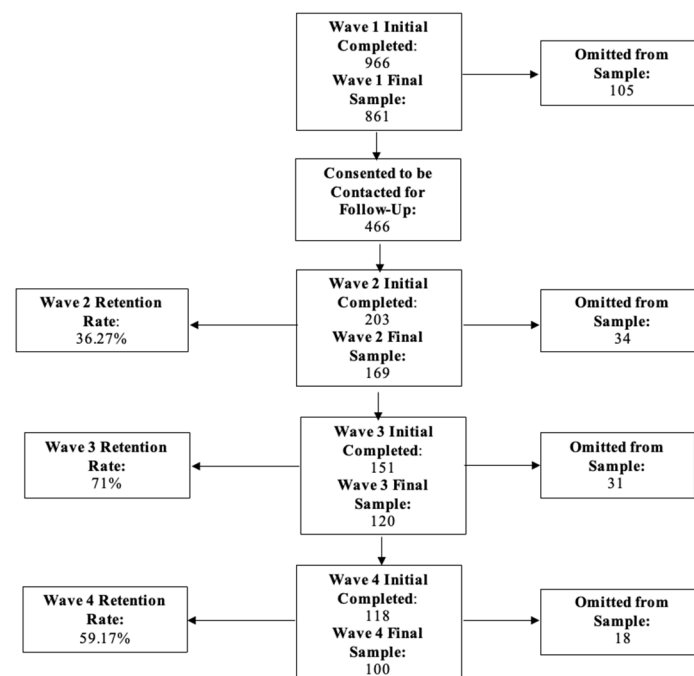 Wave 1 Initial
Completed:
966
Wave 1 Final
Sample:
861
Omitted from
Sample:
105
Consented to be
Contacted for
Follow-Up:
466
Wave 2 Retention
Rate:
36.27%
Wave 2 Initial
Completed:
203
Wave 2 Final
Sample:
169
Omitted from
Sample:
34
Wave 3 Retention
Rate:
71%
Wave 3 Initial
Completed:
151
Wave 3 Final
Sample:
120
Omitted from
Sample:
31
Wave 4 Retention
Rate:
59.17%
Wave 4 Initial
Completed:
118
Wave 4 Final
Sample:
100
Omitted from
Sample:
18